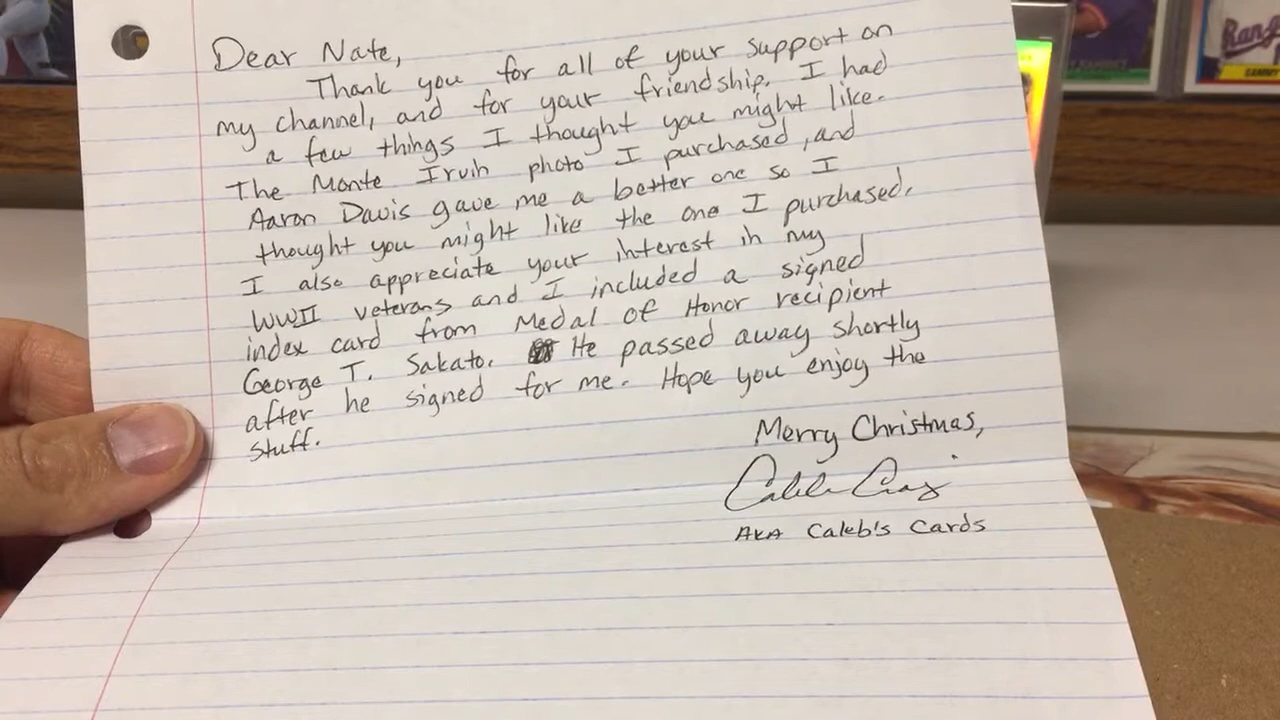 Dear Nate,
Thank you for all of your support on
my channel, and for your friendship. I had
a few things I thought you might like.
The Monte Irvin photo I purchased, and
Aaron Davis gave me a better one so I
thought you might like the one I purchased.
I also appreciate your interest in my
WWII veterans and I included a signed
index card from Medal of Honor recipient
George T. Sakato. He passed away shortly
after he signed for me. Hope you enjoy the
stuff.
Merry Christmas,
Caleb
AKA Caleb's Cards
Rang
SAMMY